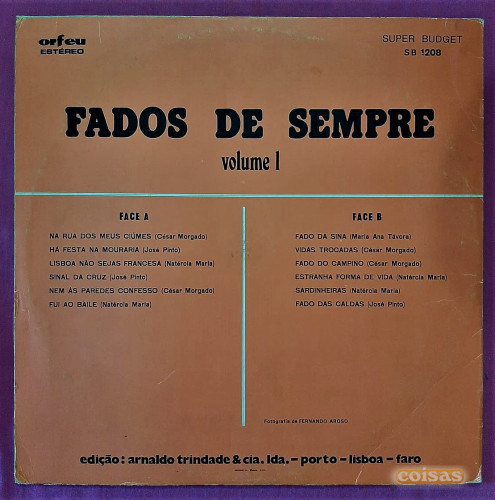 orfeu
ESTÉREO
SUPER BUDGET
SB 1208
FADOS DE SEMPRE
volume 1
FACE A
NA RUA DOS MEUS CIÚMES (César Morgado)
HÁ FESTA NA MOURARIA (José Pinto)
LISBOA NÃO SEJAS FRANCESA (Natércia Maria)
SINAL DA CRUZ (José Pinto)
NEM ÀS PAREDES CONFESSO (César Morgado)
FUI AO BAILE (Natércia Maria)
FACE B
FADO DA SINA (Maria Ana Távora)
VIDAS TROCADAS (César Morgado)
FADO DO CAMPINO (César Morgado)
ESTRANHA FORMA DE VIDA (Natércia Maria)
SARDINHEIRAS (Natércia Maria)
FADO DAS CALDAS (José Pinto)
Fotografia de FERNANDO AROSO
edição: arnaldo trindade & cia. lda. – porto – lisboa – faro
coisas